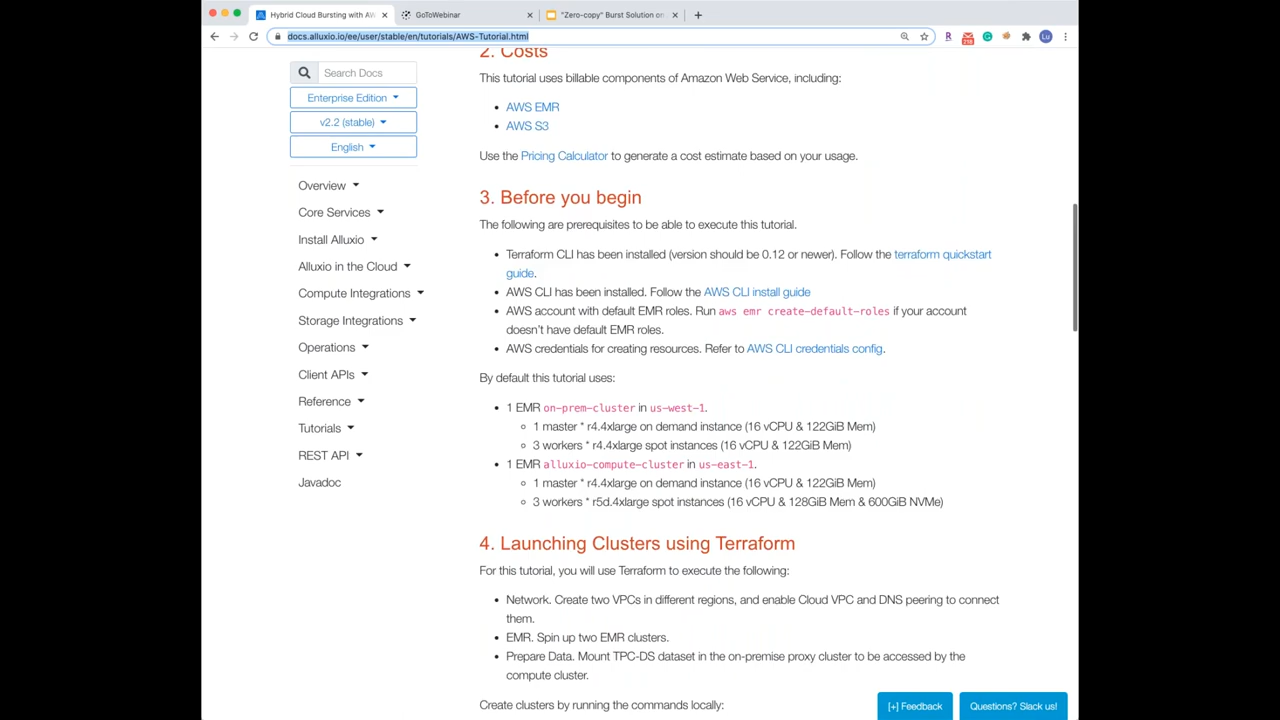 Hybrid Cloud Bursting with AW
GoToWebinar
"Zero-copy" Burst Solution on
docs.alluxio.io/ee/user/stable/en/tutorials/AWS-Tutorial.html
Search Docs
Enterprise Edition
v2.2 (stable)
English
Overview
Core Services
Install Alluxio
Alluxio in the Cloud
Compute Integrations
Storage Integrations
Operations
Client APIs
Reference
Tutorials
REST API
Javadoc
2. Costs
This tutorial uses billable components of Amazon Web Service, including:
AWS EMR
AWS S3
Use the Pricing Calculator to generate a cost estimate based on your usage.
3. Before you begin
The following are prerequisites to be able to execute this tutorial.
Terraform CLI has been installed (version should be 0.12 or newer). Follow the terraform quickstart
guide.
AWS CLI has been installed. Follow the AWS CLI install guide
AWS account with default EMR roles. Run aws emr create-default-roles if your account
doesn't have default EMR roles.
AWS credentials for creating resources. Refer to AWS CLI credentials config.
By default this tutorial uses:
1 EMR on-prem-cluster in us-west-1.
1 master * r4.4xlarge on demand instance (16 vCPU & 122GiB Mem)
3 workers * r4.4xlarge spot instances (16 vCPU & 122GiB Mem)
1 EMR alluxio-compute-cluster in us-east-1.
1 master * r4.4xlarge on demand instance (16 vCPU & 122GiB Mem)
3 workers * r5d.4xlarge spot instances (16 vCPU & 128GiB Mem & 600GiB NVMe)
4. Launching Clusters using Terraform
For this tutorial, you will use Terraform to execute the following:
Network. Create two VPCs in different regions, and enable Cloud VPC and DNS peering to connect
them.
EMR. Spin up two EMR clusters.
Prepare Data. Mount TPC-DS dataset in the on-premise proxy cluster to be accessed by the
compute cluster.
Create clusters by running the commands locally:
[+] Feedback
Questions? Slack us!